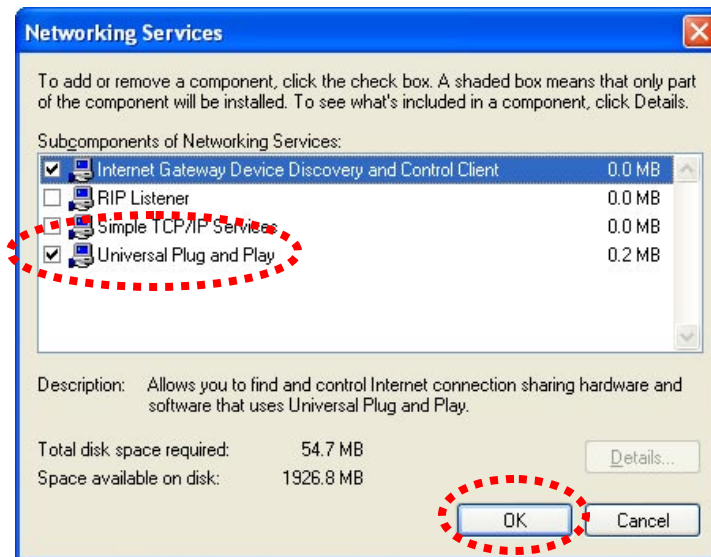 Networking Services
To add or remove a component, click the check box. A shaded box means that only part
of the component will be installed. To see what's included in a component, click Details.
Subcomponents of Networking Services:
Internet Gateway Device Discovery and Control Client 0.0 MB
RIP Listener 0.0 MB
Simple TCP/IP Services 0.0 MB
Universal Plug and Play 0.2 MB
Description: Allows you to find and control Internet connection sharing hardware and
software that uses Universal Plug and Play.
Total disk space required: 54.7 MB
Details...
Space available on disk: 1926.8 MB
OK Cancel